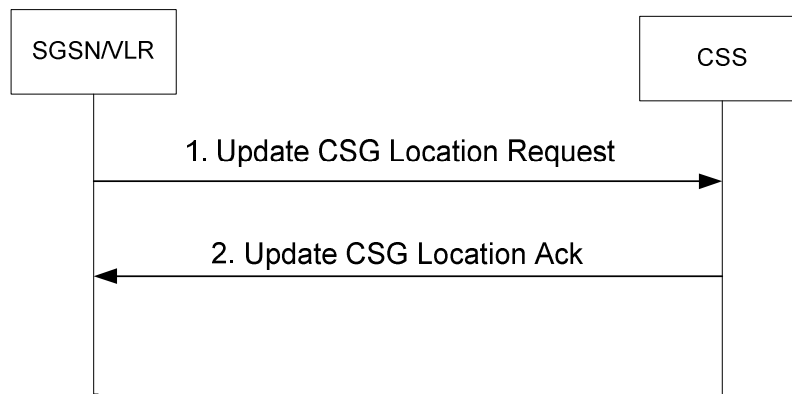 SGSN/VLR
CSS
1. Update CSG Location Request
2. Update CSG Location Ack